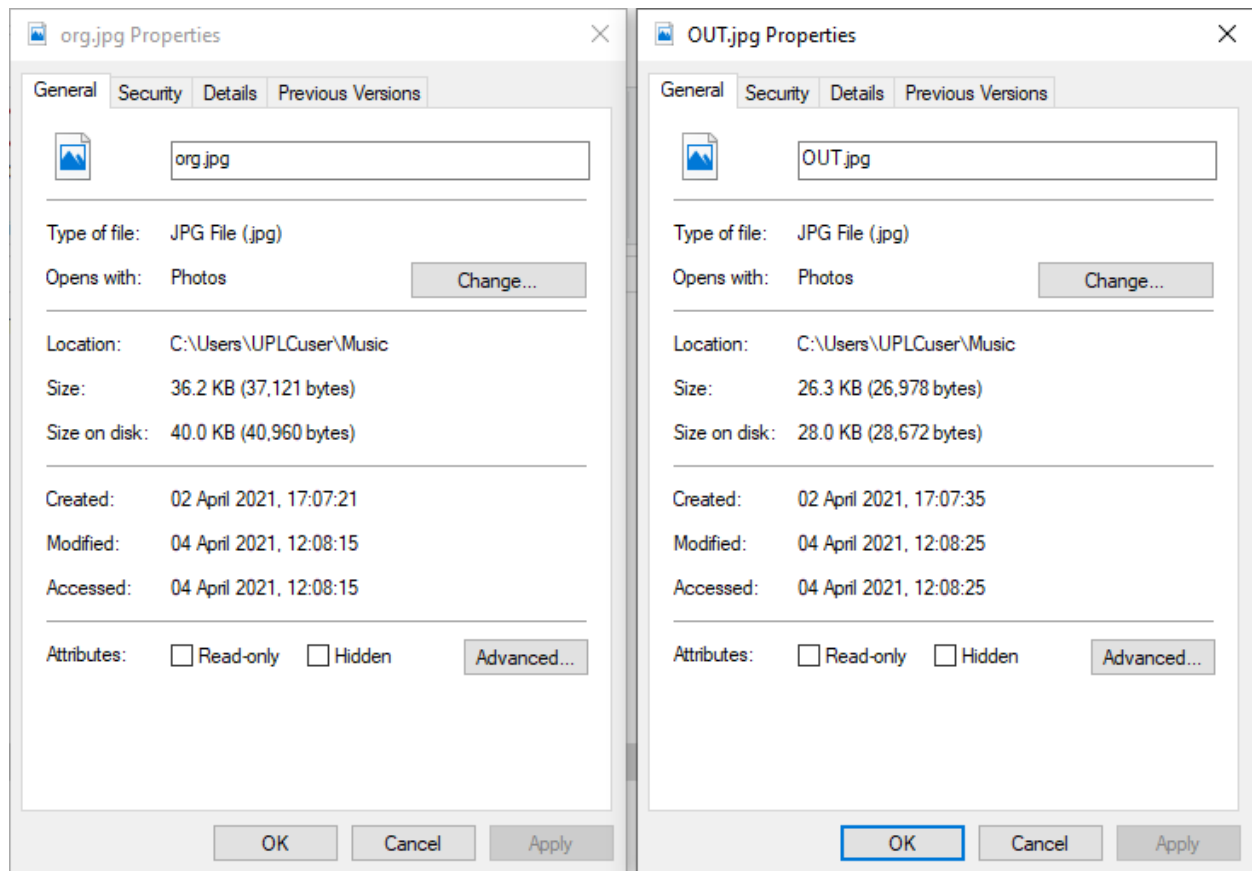 org.jpg Properties
General Security Details Previous Versions
org.jpg
Type of file: JPG File (.jpg)
Opens with: Photos Change...
Location: C:\Users\UPLCuser\Music
Size: 36.2 KB (37,121 bytes)
Size on disk: 40.0 KB (40,960 bytes)
Created: 02 April 2021, 17:07:21
Modified: 04 April 2021, 12:08:15
Accessed: 04 April 2021, 12:08:15
Attributes: Read-only Hidden Advanced...
OK Cancel Apply
OUT.jpg Properties
General Security Details Previous Versions
OUT.jpg
Type of file: JPG File (.jpg)
Opens with: Photos Change...
Location: C:\Users\UPLCuser\Music
Size: 26.3 KB (26,978 bytes)
Size on disk: 28.0 KB (28,672 bytes)
Created: 02 April 2021, 17:07:35
Modified: 04 April 2021, 12:08:25
Accessed: 04 April 2021, 12:08:25
Attributes: Read-only Hidden Advanced...
OK Cancel Apply